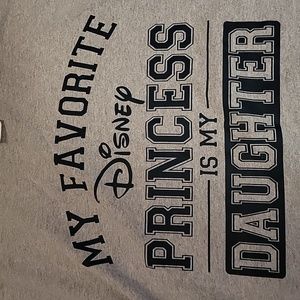 MY FAVORITE
Disney
PRINCESS
IS MY
DAUGHTER